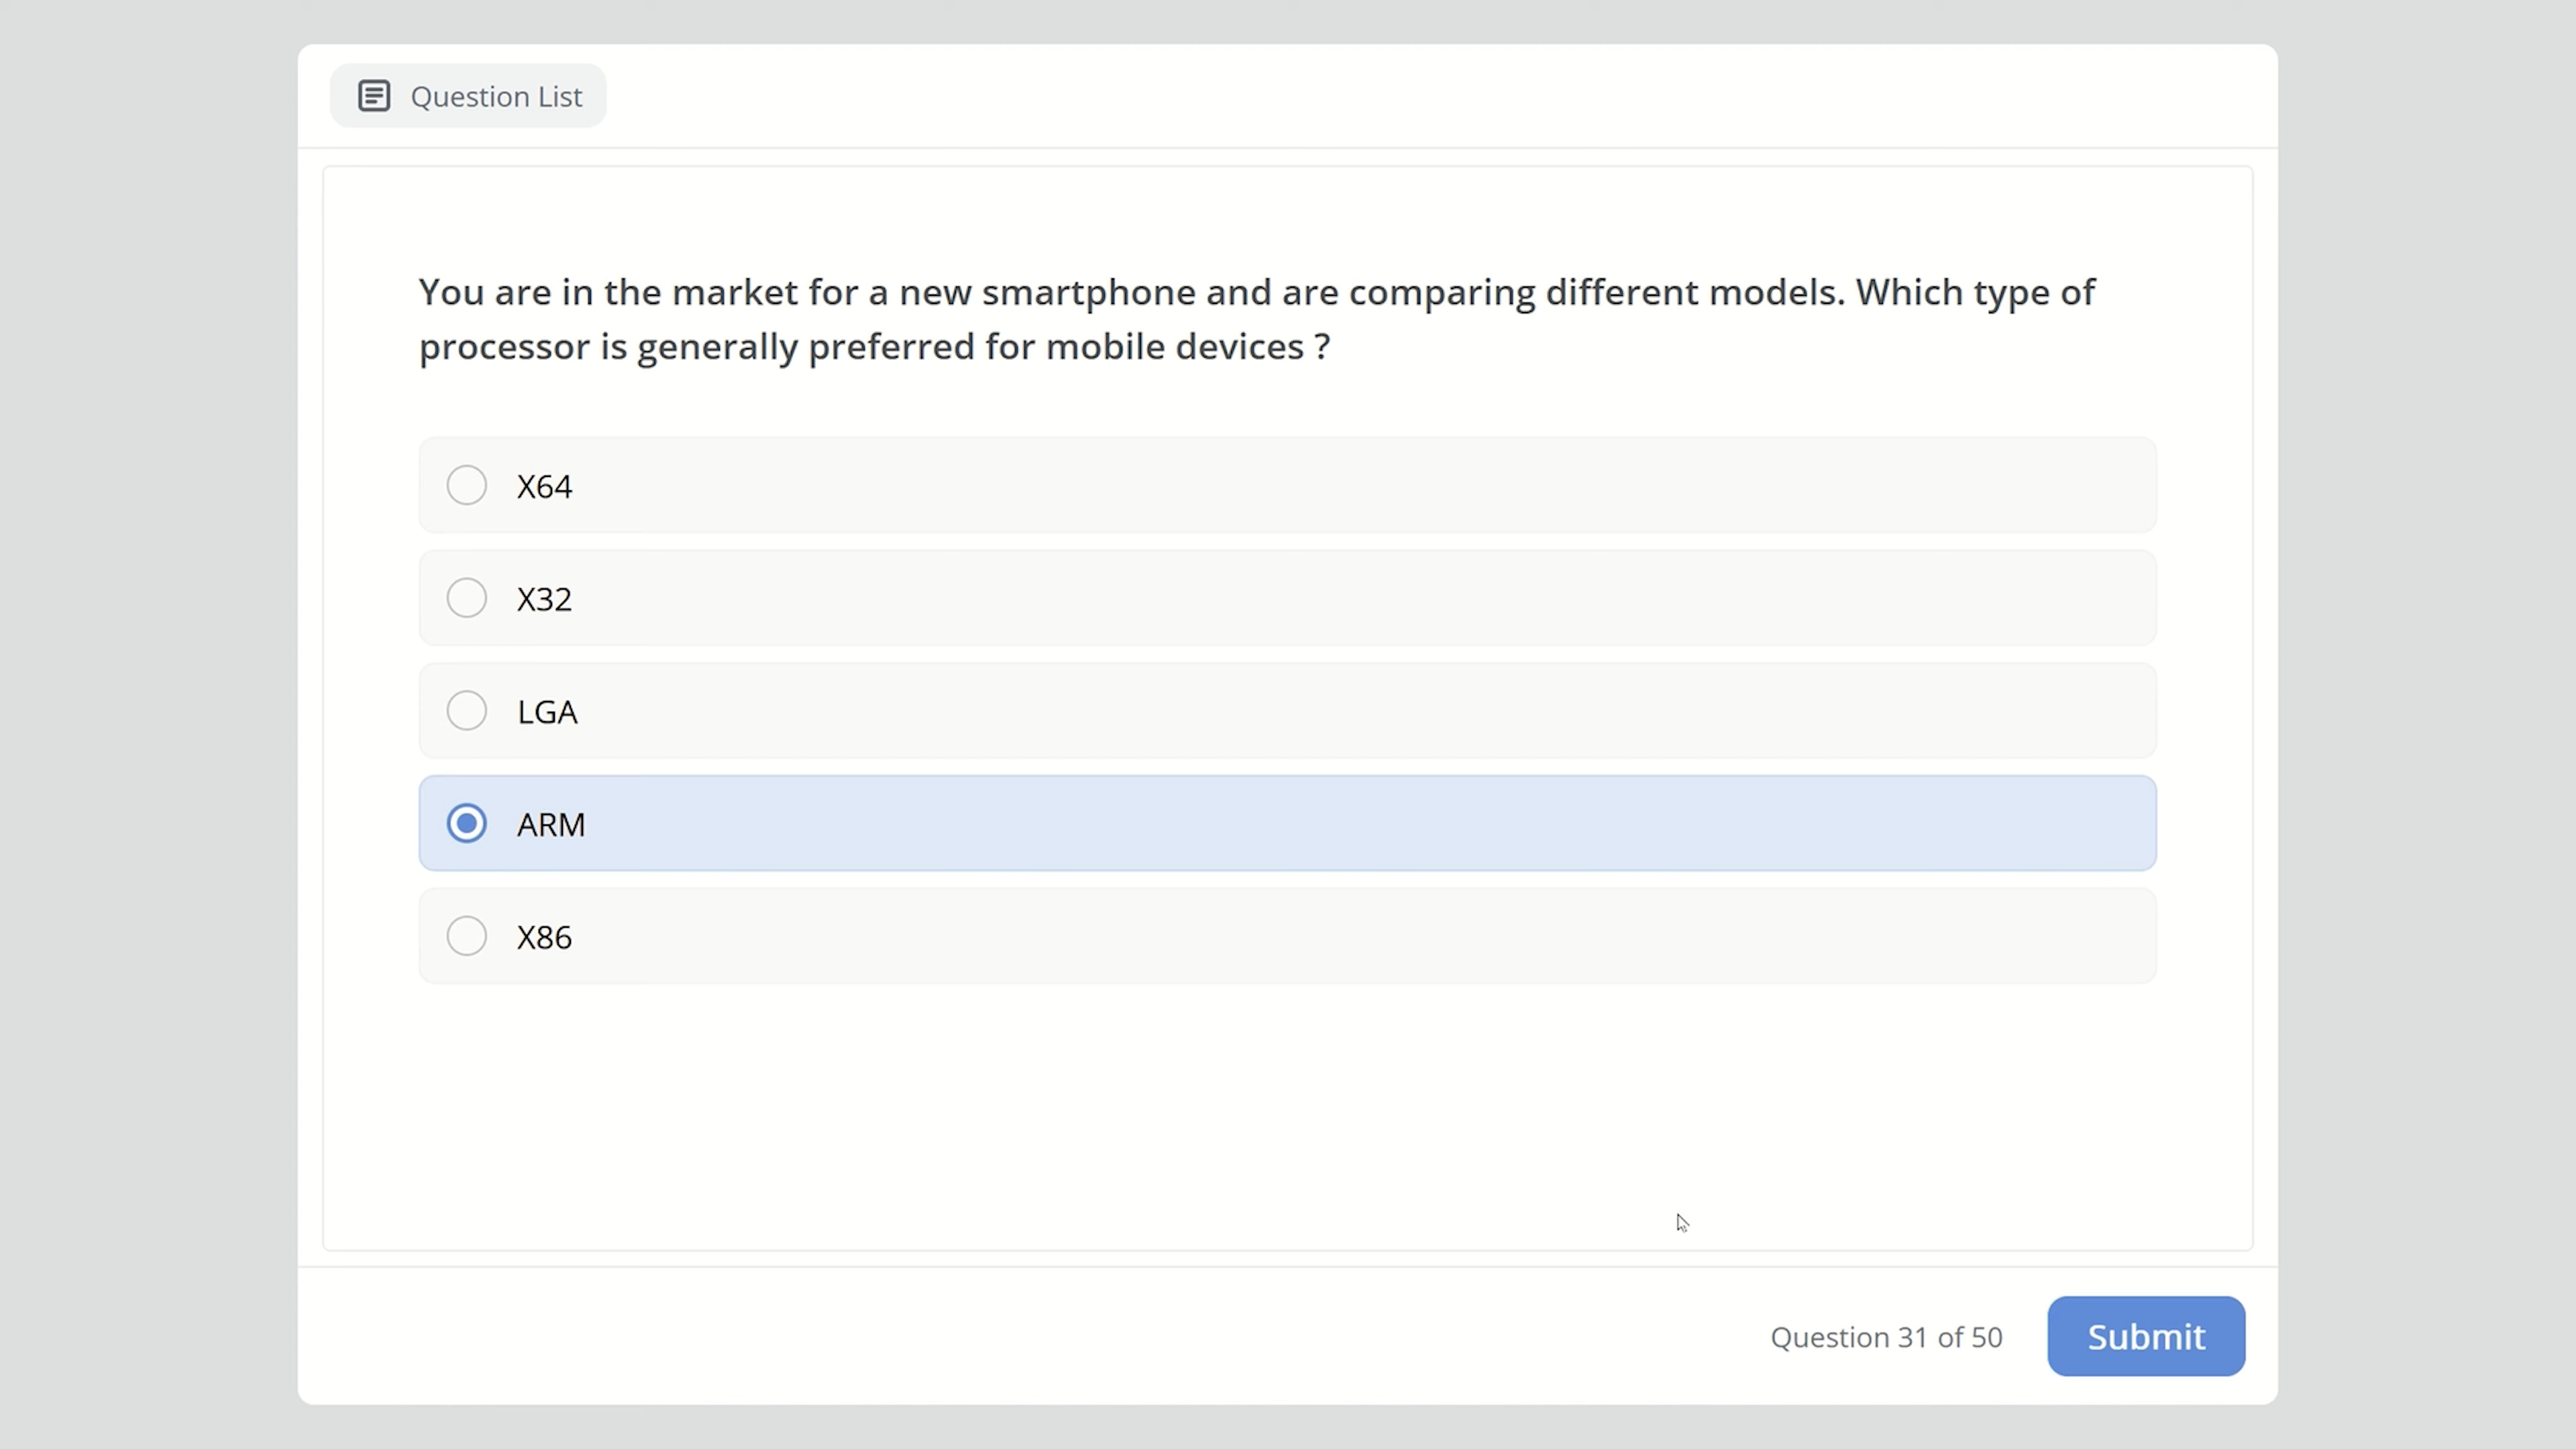 Question List
You are in the market for a new smartphone and are comparing different models. Which type of
processor is generally preferred for mobile devices ?
X64
X32
LGA
ARM
X86
Question 31 of 50
Submit